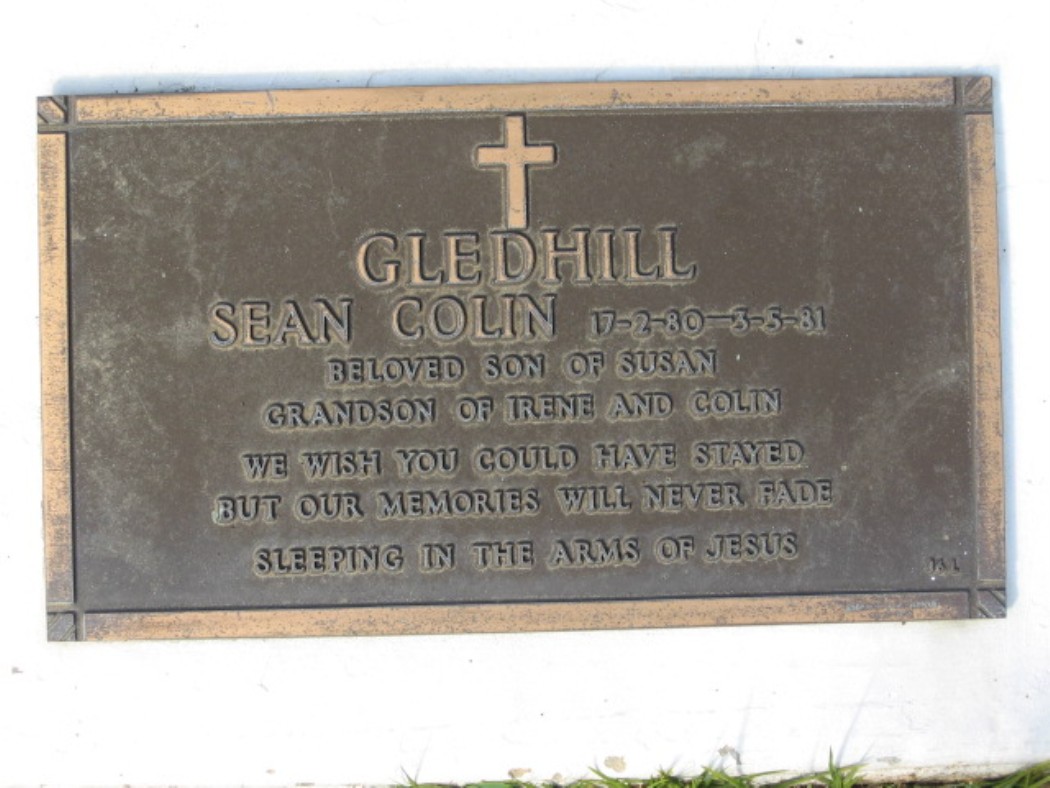 GLEDHILL
SEAN COLIN 17-2-80-3-5-81
BELOVED SON OF SUSAN
GRANDSON OF IRENE AND COLIN
WE WISH YOU COULD HAVE STAYED
BUT OUR MEMORIES WILL NEVER FADE
SLEEPING IN THE ARMS OF JESUS